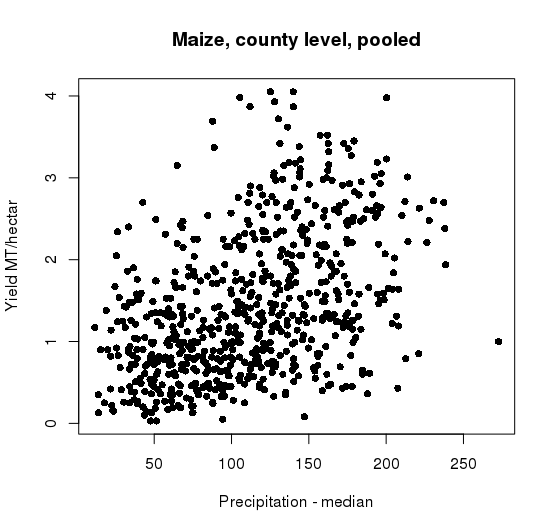 Maize, county level, pooled
Yield MT/hectar
4
3
2
1
0
50 100 150 200 250
Precipitation - median